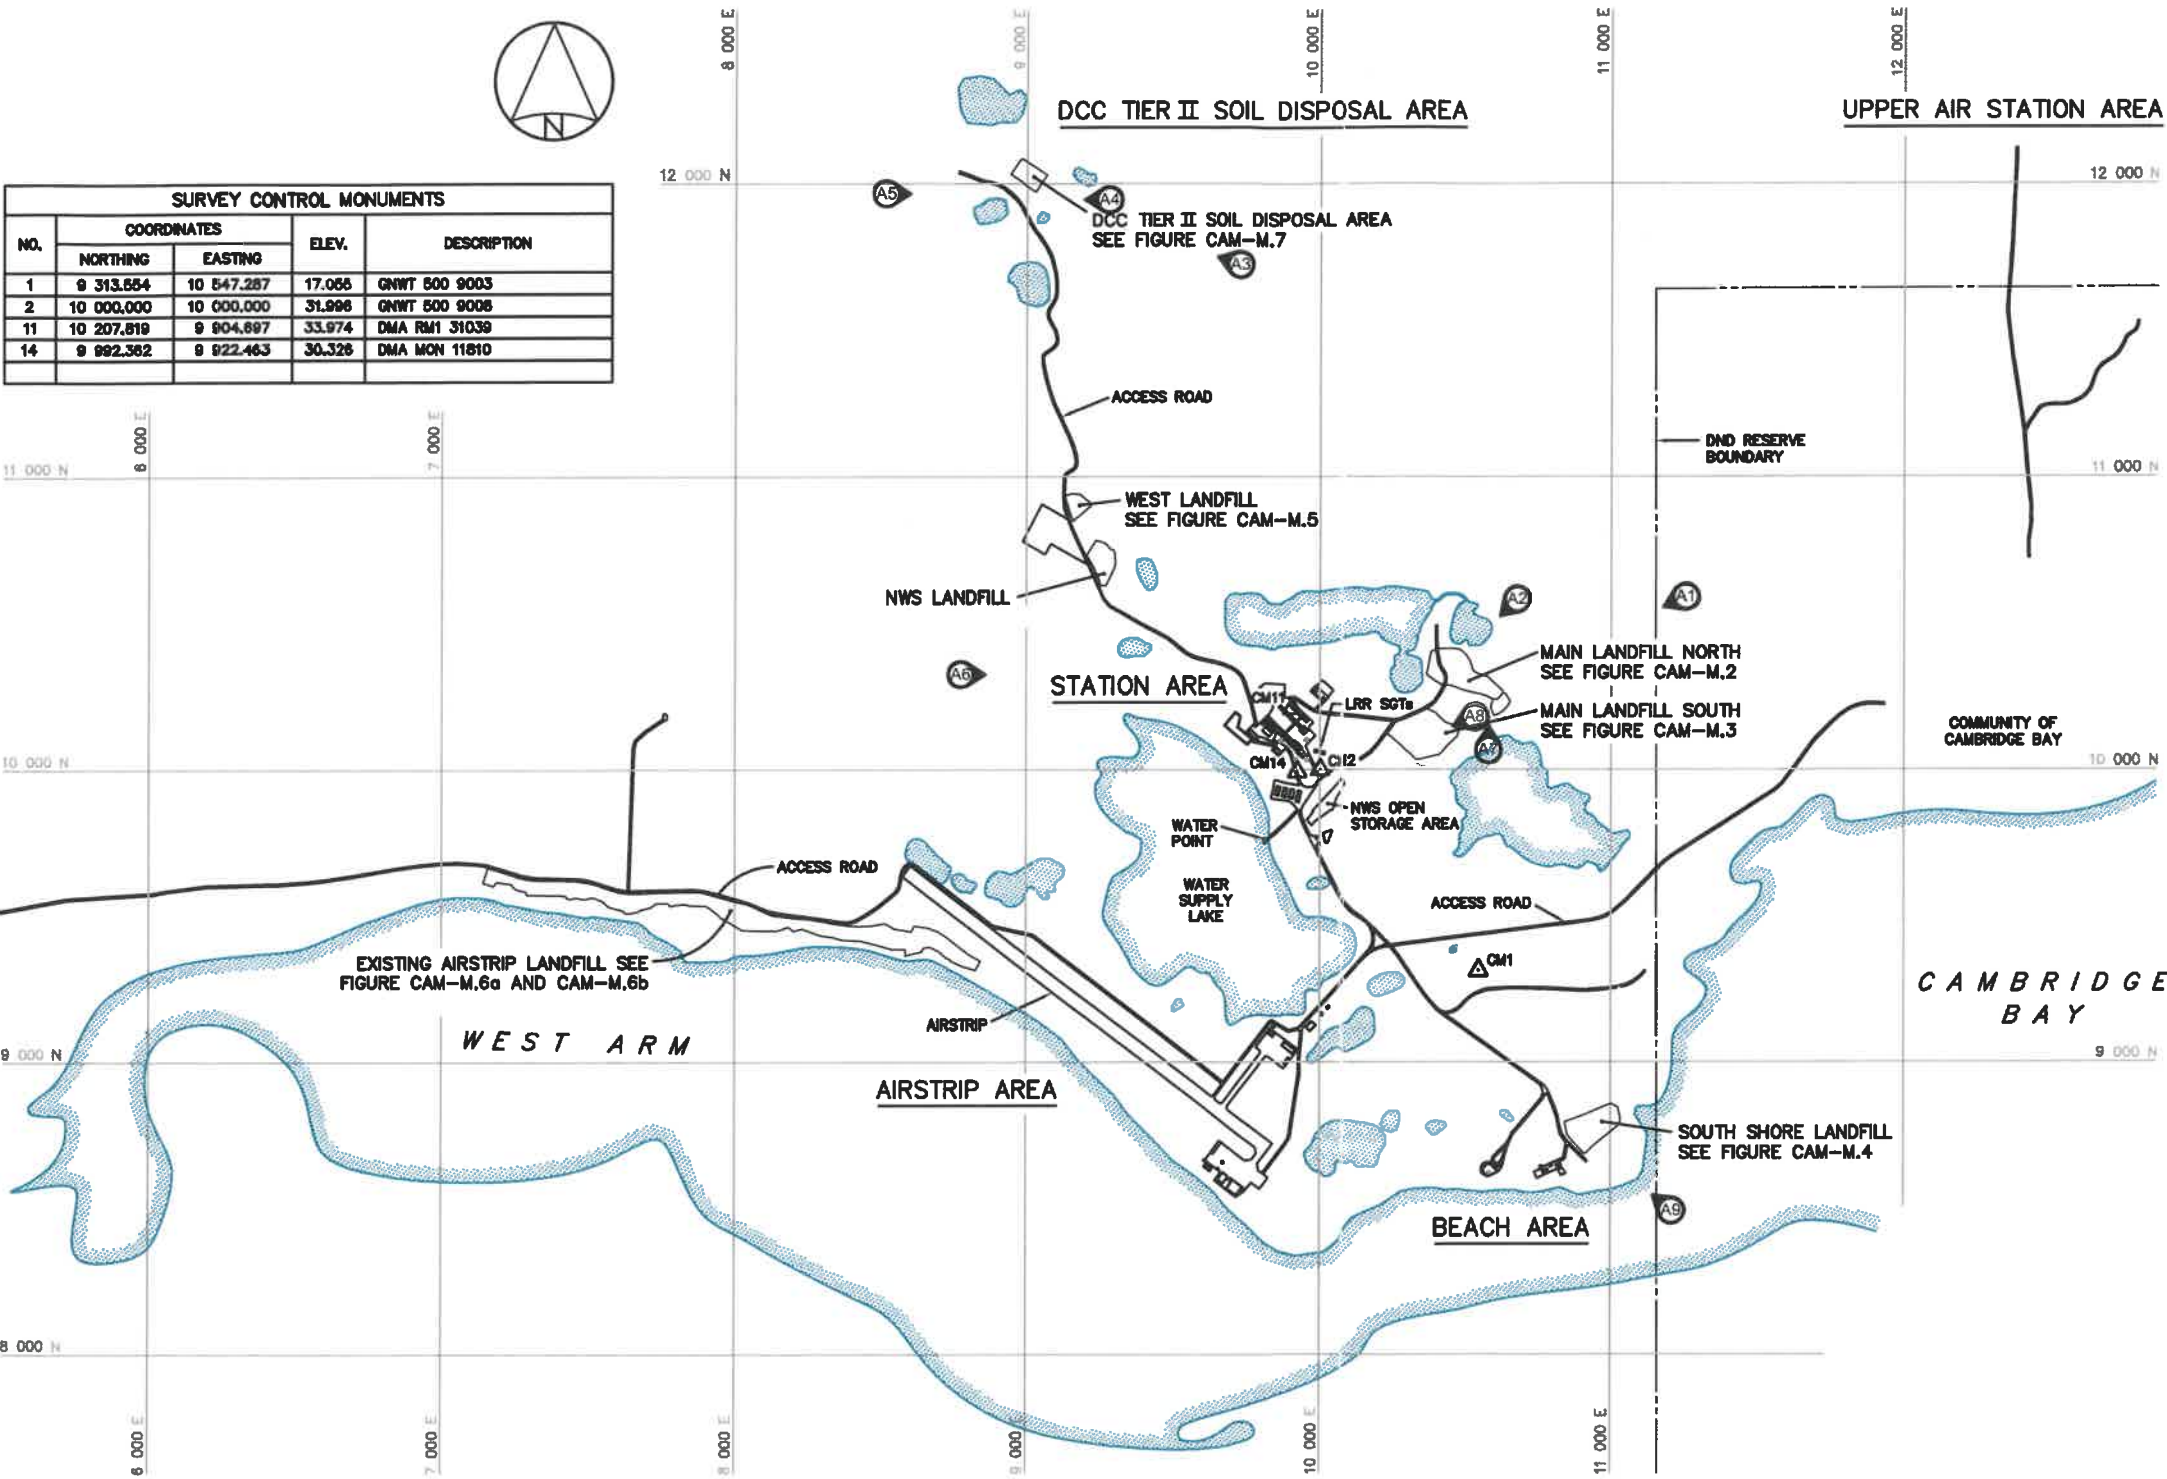 8 000 E
9 000 E
10 000 E
11 000 E
12 000 E
N
DCC TIER II SOIL DISPOSAL AREA
UPPER AIR STATION AREA
12 000 N
12 000 N
SURVEY CONTROL MONUMENTS
NO. COORDINATES ELEV. DESCRIPTION
NORTHING EASTING
1 9 313.554 10 547.287 17.055 GNWT 500 9003
2 10 000.000 10 000.000 31.996 GNWT 500 9006
11 10 207.819 9 904.697 33.974 DMA RM1 31039
14 9 992.362 9 922.463 30.326 DMA MON 11810
A5
A4
DCC TIER II SOIL DISPOSAL AREA
SEE FIGURE CAM-M.7
A3
ACCESS ROAD
6 000 E
7 000 E
DND RESERVE
BOUNDARY
11 000 N
11 000 N
WEST LANDFILL
SEE FIGURE CAM-M.5
NWS LANDFILL
A2
A1
MAIN LANDFILL NORTH
SEE FIGURE CAM-M.2
A6
STATION AREA
CM11
LRR SGTs
A8
MAIN LANDFILL SOUTH
SEE FIGURE CAM-M.3
A7
COMMUNITY OF
CAMBRIDGE BAY
10 000 N
10 000 N
CM14
CM2
NWS OPEN
STORAGE AREA
WATER
POINT
ACCESS ROAD
WATER
SUPPLY
LAKE
ACCESS ROAD
CM1
EXISTING AIRSTRIP LANDFILL SEE
FIGURE CAM-M.6a AND CAM-M.6b
CAMBRIDGE
BAY
AIRSTRIP
WEST ARM
9 000 N
9 000 N
AIRSTRIP AREA
SOUTH SHORE LANDFILL
SEE FIGURE CAM-M.4
A9
BEACH AREA
8 000 N
6 000 E
7 000 E
8 000 E
9 000 E
10 000 E
11 000 E